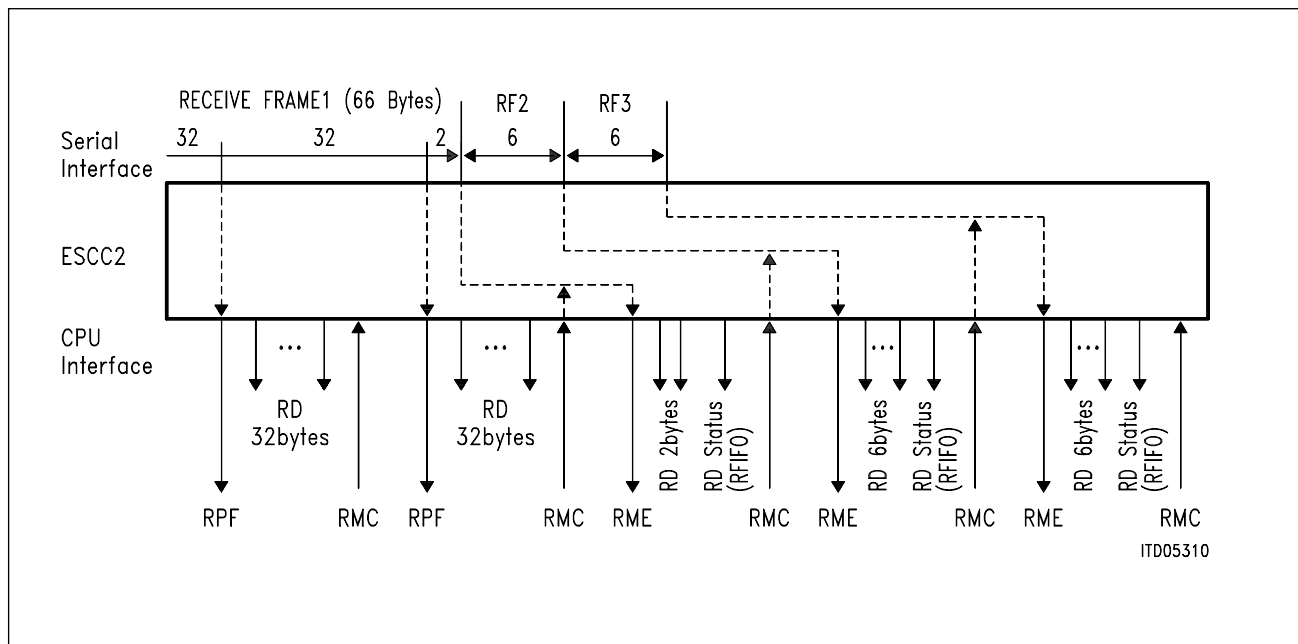 RECEIVE FRAME1 (66 Bytes) RF2 RF3
Serial
Interface
32 32 2 6 6
ESCC2
CPU
Interface
... ... ... ...
RD
32bytes
RD
32bytes
RD 2bytes
RD Status
(RFIFO)
RD 6bytes
RD Status
(RFIFO)
RD 6bytes
RD Status
(RFIFO)
RPF RMC RPF RMC RME RMC RME RMC RME RMC
ITD05310